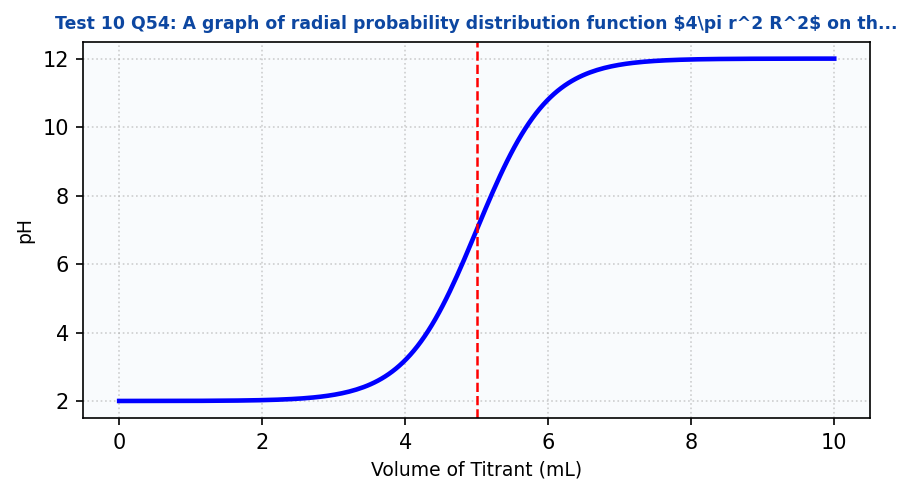 Test 10 Q54: A graph of radial probability distribution function $4\pi r^2 R^2$ on th...
12
10
8
6
4
2
pH
0 2 4 6 8 10
Volume of Titrant (mL)